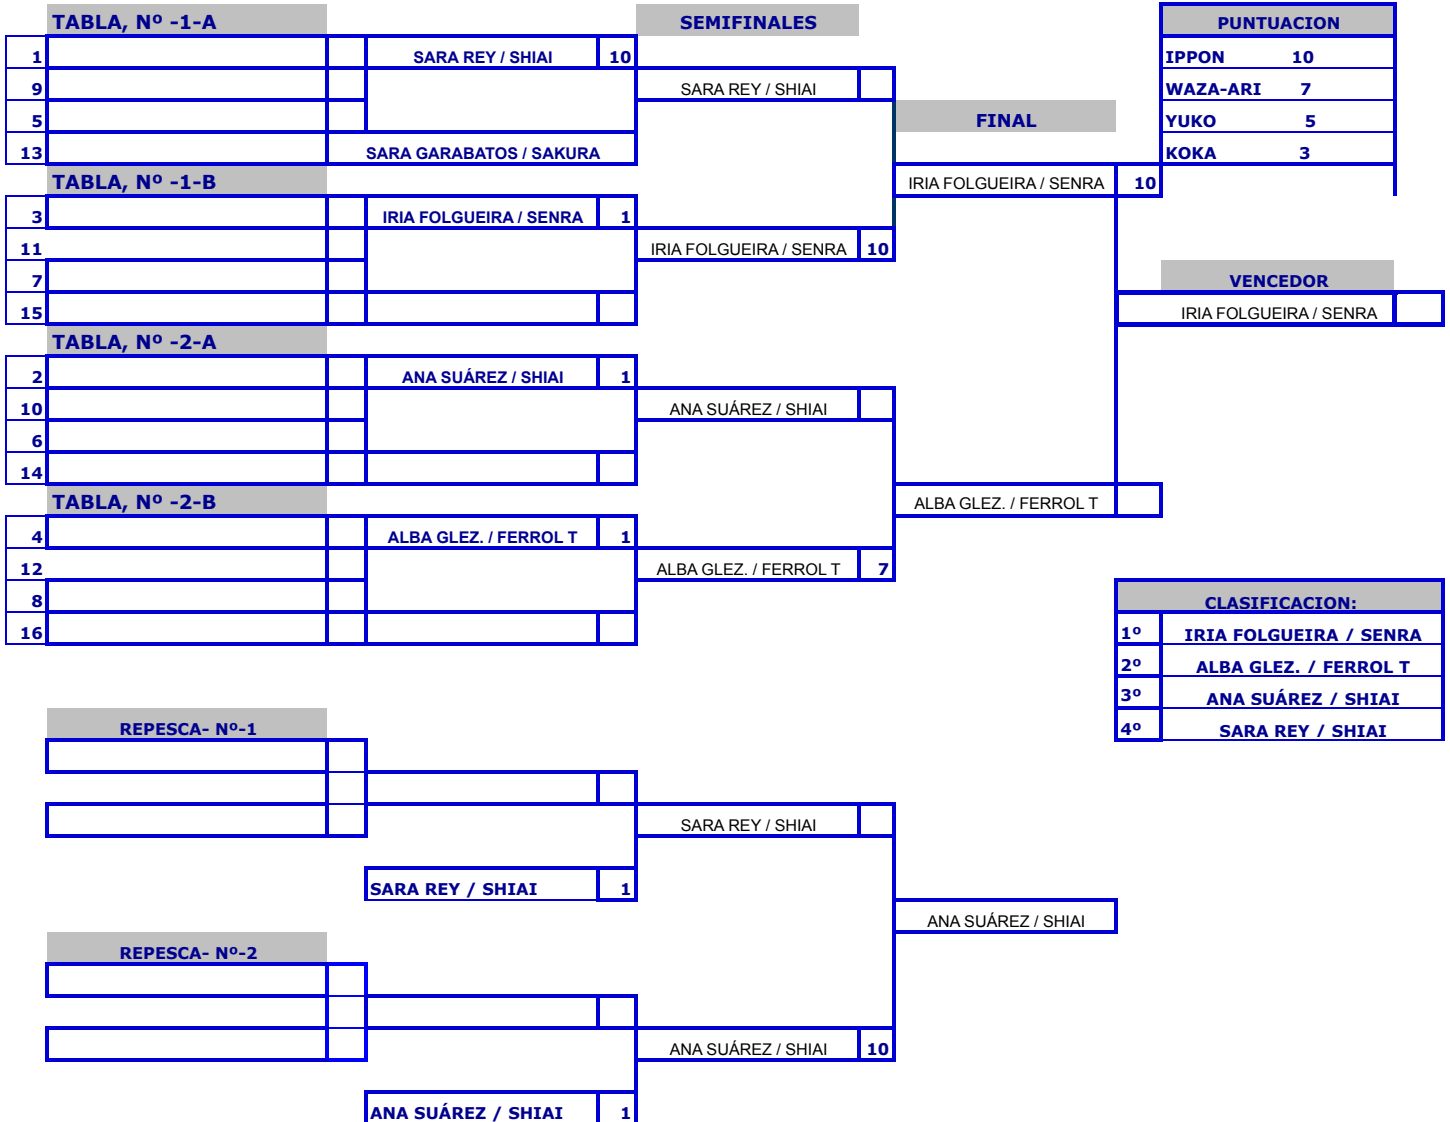 TABLA, Nº -1-A SEMIFINALES PUNTUACION
1 SARA REY / SHIAI 10 IPPON 10
9 SARA REY / SHIAI WAZA-ARI 7
5 FINAL YUKO 5
13 SARA GARABATOS / SAKURA KOKA 3
TABLA, Nº -1-B IRIA FOLGUEIRA / SENRA 10
3 IRIA FOLGUEIRA / SENRA 1
11 IRIA FOLGUEIRA / SENRA 10
7 VENCEDOR
15 IRIA FOLGUEIRA / SENRA
TABLA, Nº -2-A
2 ANA SUÁREZ / SHIAI 1
10 ANA SUÁREZ / SHIAI
6
14
TABLA, Nº -2-B ALBA GLEZ. / FERROL T
4 ALBA GLEZ. / FERROL T 1
12 ALBA GLEZ. / FERROL T 7
8 CLASIFICACION:
16 1º IRIA FOLGUEIRA / SENRA
2º ALBA GLEZ. / FERROL T
3º ANA SUÁREZ / SHIAI
REPESCA- Nº-1 4º SARA REY / SHIAI
SARA REY / SHIAI
SARA REY / SHIAI 1
ANA SUÁREZ / SHIAI
REPESCA- Nº-2
ANA SUÁREZ / SHIAI 10
ANA SUÁREZ / SHIAI 1